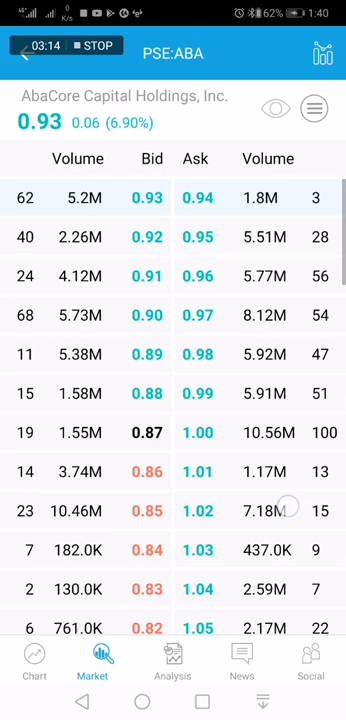 4G 0 K/s 62% 1:40
03:14 STOP PSE:ABA
AbaCore Capital Holdings, Inc.
0.93 0.06 (6.90%)
Volume Bid Ask Volume
62 5.2M 0.93 0.94 1.8M 3
40 2.26M 0.92 0.95 5.51M 28
24 4.12M 0.91 0.96 5.77M 56
68 5.73M 0.90 0.97 8.12M 54
11 5.38M 0.89 0.98 5.92M 47
15 1.58M 0.88 0.99 5.91M 51
19 1.55M 0.87 1.00 10.56M 100
14 3.74M 0.86 1.01 1.17M 13
23 10.46M 0.85 1.02 7.18M 15
7 182.0K 0.84 1.03 437.0K 9
2 130.0K 0.83 1.04 2.59M 7
6 761.0K 0.82 1.05 2.17M 22
Chart Market Analysis News Social